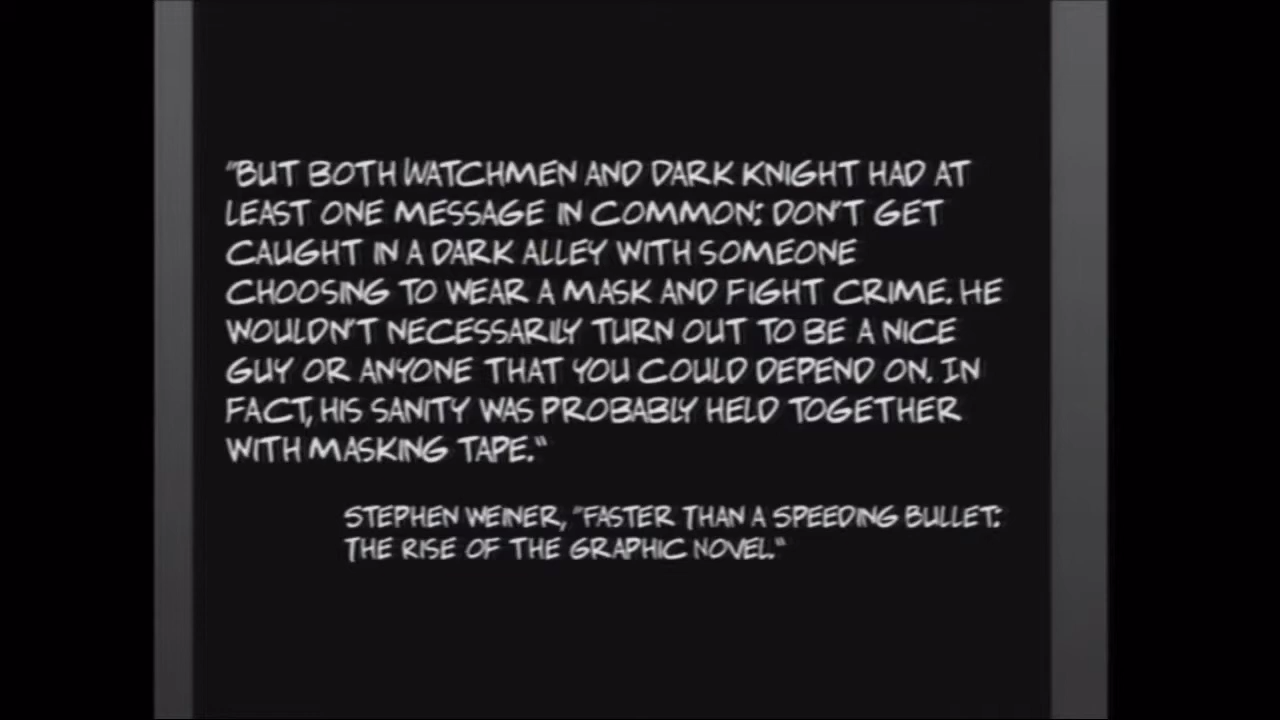 "BUT BOTH WATCHMEN AND DARK KNIGHT HAD AT
LEAST ONE MESSAGE IN COMMON: DON'T GET
CAUGHT IN A DARK ALLEY WITH SOMEONE
CHOOSING TO WEAR A MASK AND FIGHT CRIME. HE
WOULDN'T NECESSARILY TURN OUT TO BE A NICE
GUY OR ANYONE THAT YOU COULD DEPEND ON. IN
FACT, HIS SANITY WAS PROBABLY HELD TOGETHER
WITH MASKING TAPE."
STEPHEN WEINER, "FASTER THAN A SPEEDING BULLET:
THE RISE OF THE GRAPHIC NOVEL."